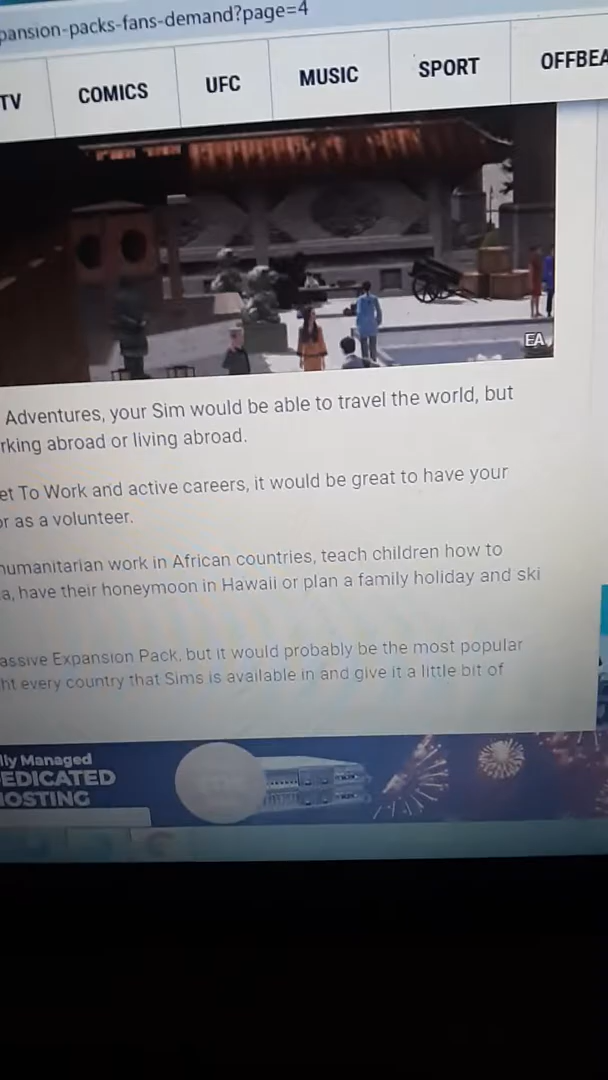 pansion-packs-fans-demand?page=4
TV COMICS UFC MUSIC SPORT OFFBEA
EA
Adventures, your Sim would be able to travel the world, but
rking abroad or living abroad.
et To Work and active careers, it would be great to have your
or as a volunteer.
humanitarian work in African countries, teach children how to
a, have their honeymoon in Hawaii or plan a family holiday and ski
assive Expansion Pack, but it would probably be the most popular
ht every country that Sims is available in and give it a little bit of
lly Managed
EDICATED
HOSTING